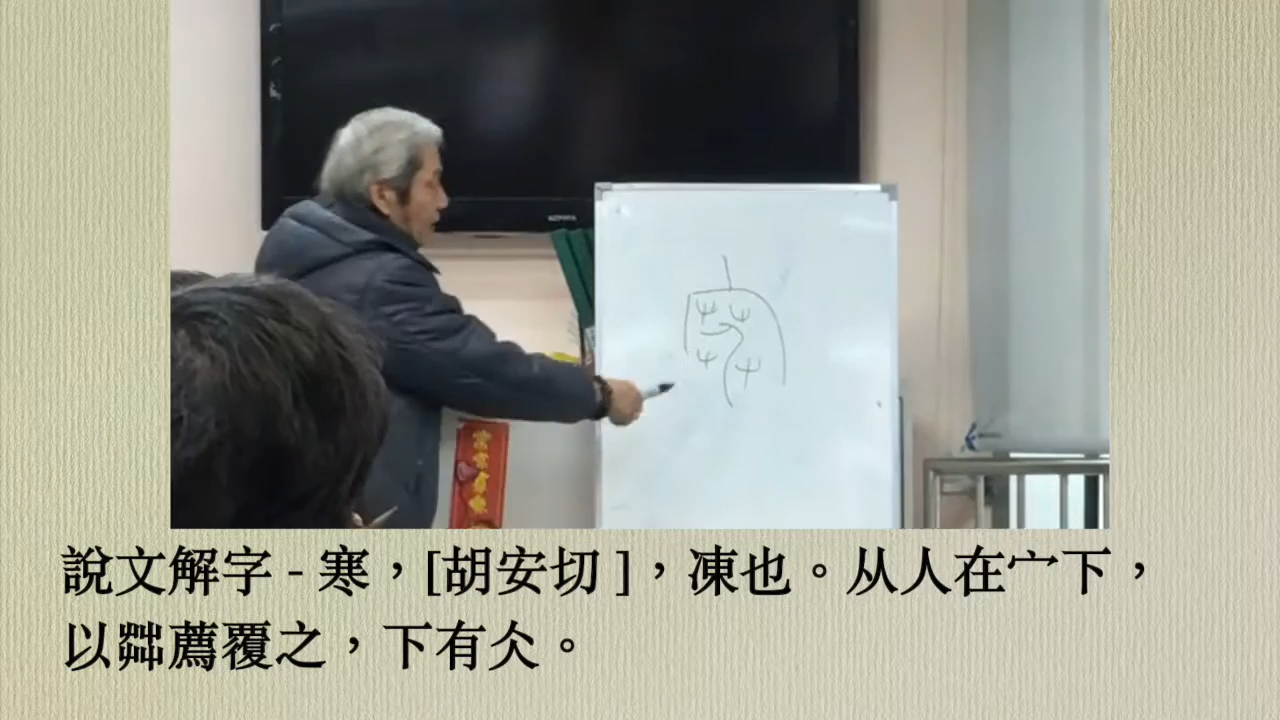 說文解字 - 寒，[胡安切 ]，凍也。从人在宀下，
以茻薦覆之，下有仌。